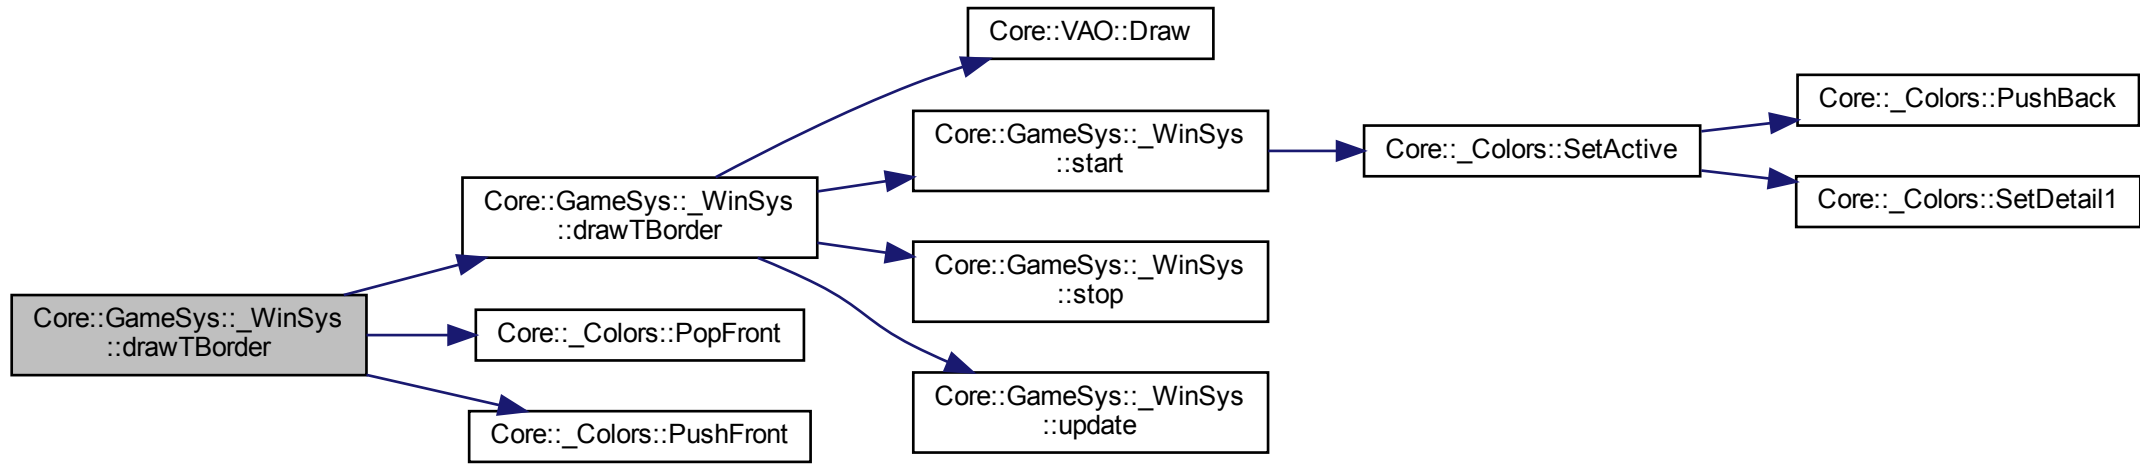 Core::GameSys::_WinSys
::drawTBorder
Core::GameSys::_WinSys
::drawTBorder
Core::_Colors::PopFront
Core::_Colors::PushFront
Core::VAO::Draw
Core::GameSys::_WinSys
::start
Core::GameSys::_WinSys
::stop
Core::GameSys::_WinSys
::update
Core::_Colors::SetActive
Core::_Colors::PushBack
Core::_Colors::SetDetail1